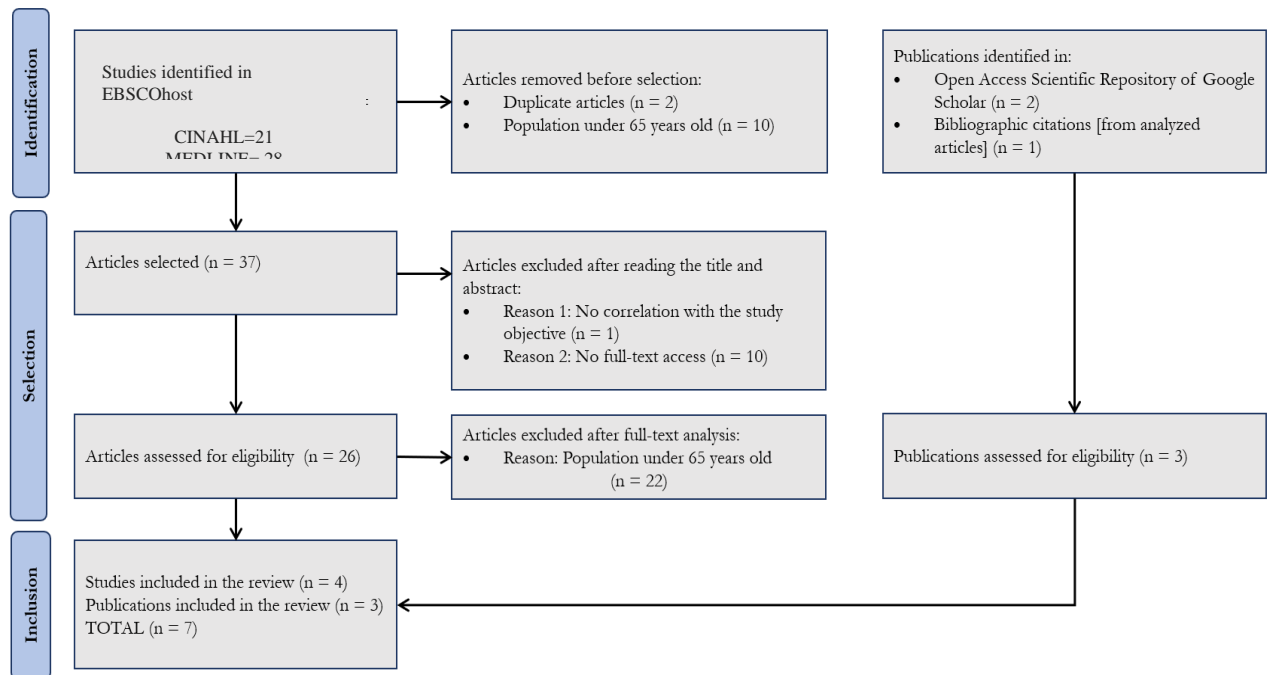 Identification
Studies identified in
EBSCOhost
:
CINAHL=21
MEDLINE= 28
Articles removed before selection:
• Duplicate articles (n = 2)
• Population under 65 years old (n = 10)
Publications identified in:
• Open Access Scientific Repository of Google
Scholar (n = 2)
• Bibliographic citations [from analyzed
articles] (n = 1)
Selection
Articles selected (n = 37)
Articles excluded after reading the title and
abstract:
• Reason 1: No correlation with the study
objective (n = 1)
• Reason 2: No full-text access (n = 10)
Articles assessed for eligibility (n = 26)
Articles excluded after full-text analysis:
• Reason: Population under 65 years old
(n = 22)
Publications assessed for eligibility (n = 3)
Inclusion
Studies included in the review (n = 4)
Publications included in the review (n = 3)
TOTAL (n = 7)